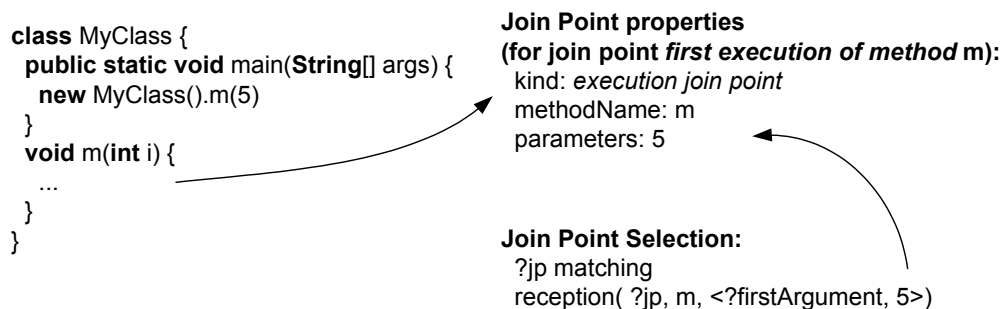 class MyClass {
public static void main(String[] args) {
new MyClass().m(5)
}
void m(int i) {
...
}
}
Join Point properties
(for join point first execution of method m):
kind: execution join point
methodName: m
parameters: 5
Join Point Selection:
?jp matching
reception( ?jp, m, <?firstArgument, 5>)